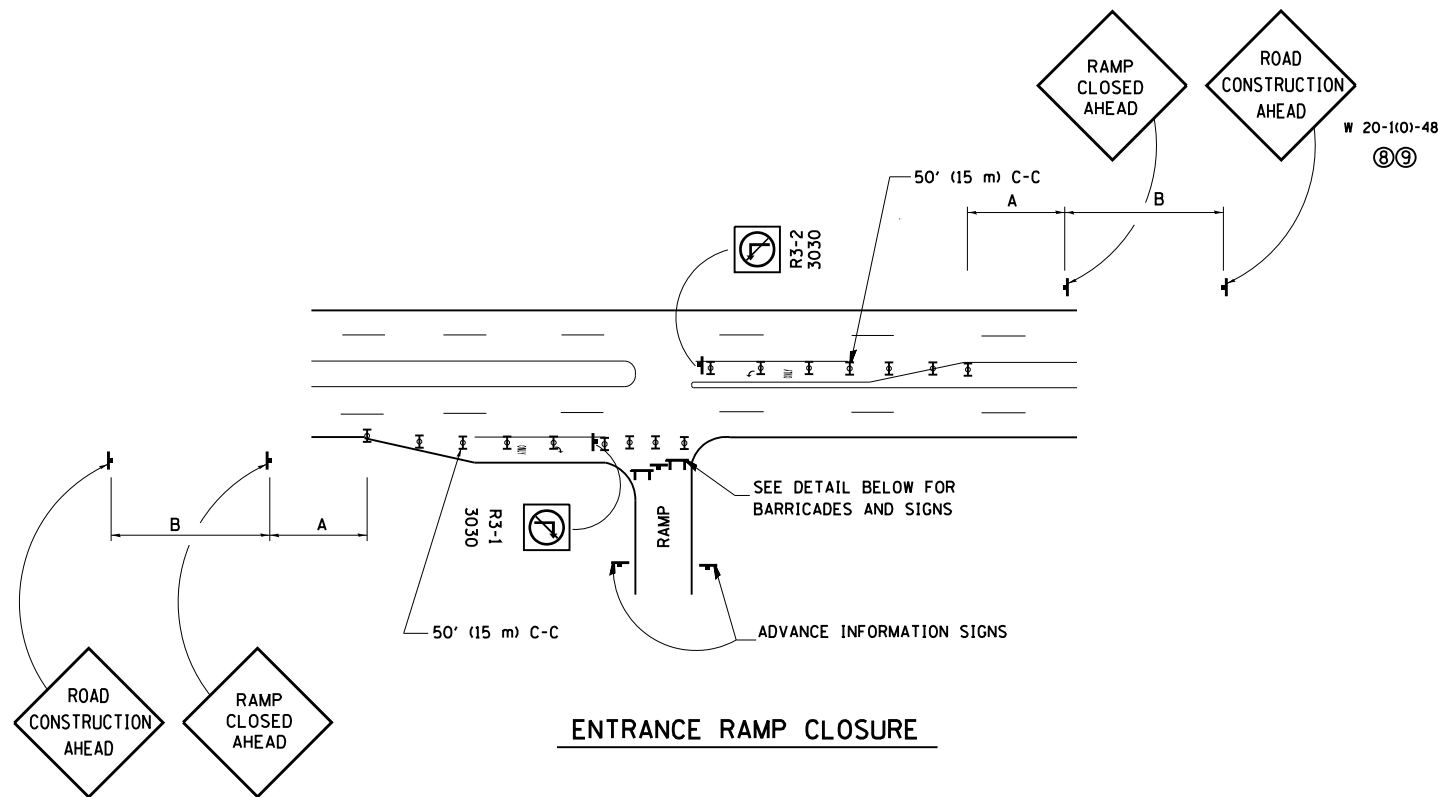 RAMP
CLOSED
AHEAD
ROAD
CONSTRUCTION
AHEAD
W 20-1(O)-48
⑧⑨
50' (15 m) C-C
A
B
R3-2
3030
ONLY
ONLY
SEE DETAIL BELOW FOR
BARRICADES AND SIGNS
B
A
R3-1
3030
RAMP
50' (15 m) C-C
ADVANCE INFORMATION SIGNS
ROAD
CONSTRUCTION
AHEAD
RAMP
CLOSED
AHEAD
ENTRANCE RAMP CLOSURE